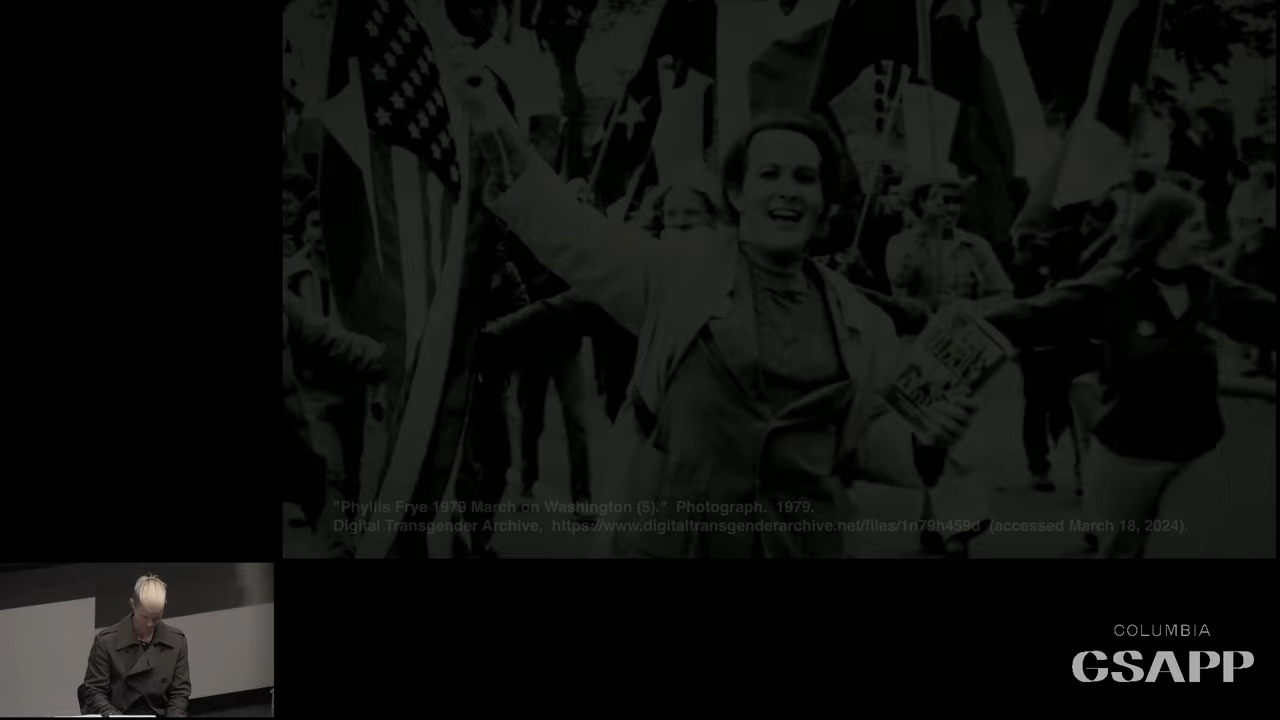 "Phyllis Frye 1979 March on Washington (5)."  Photograph.  1979.
Digital Transgender Archive,  https://www.digitaltransgenderarchive.net/files/1n79h459d  (accessed March 18, 2024).
COLUMBIA
GSAPP